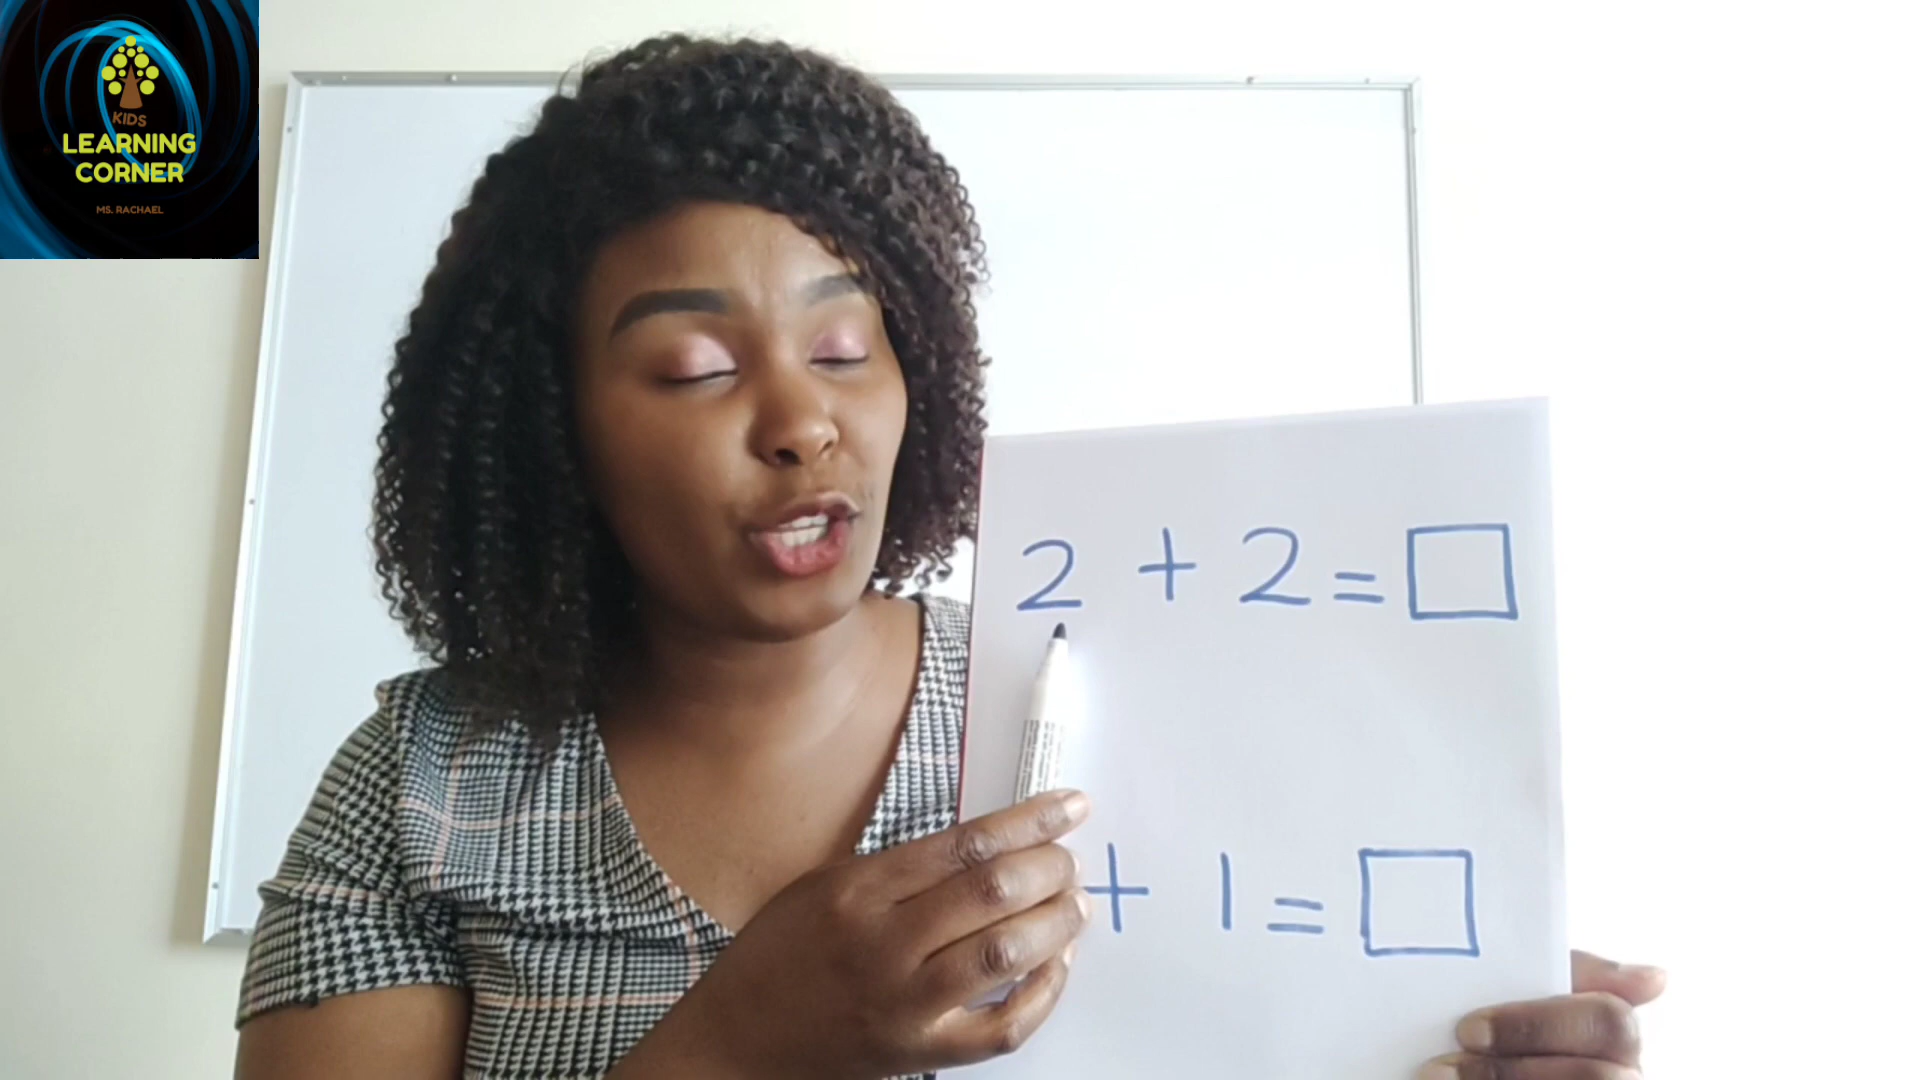 KIDS
LEARNING
CORNER
MS. RACHAEL
2 + 2 = □
+ 1 = □